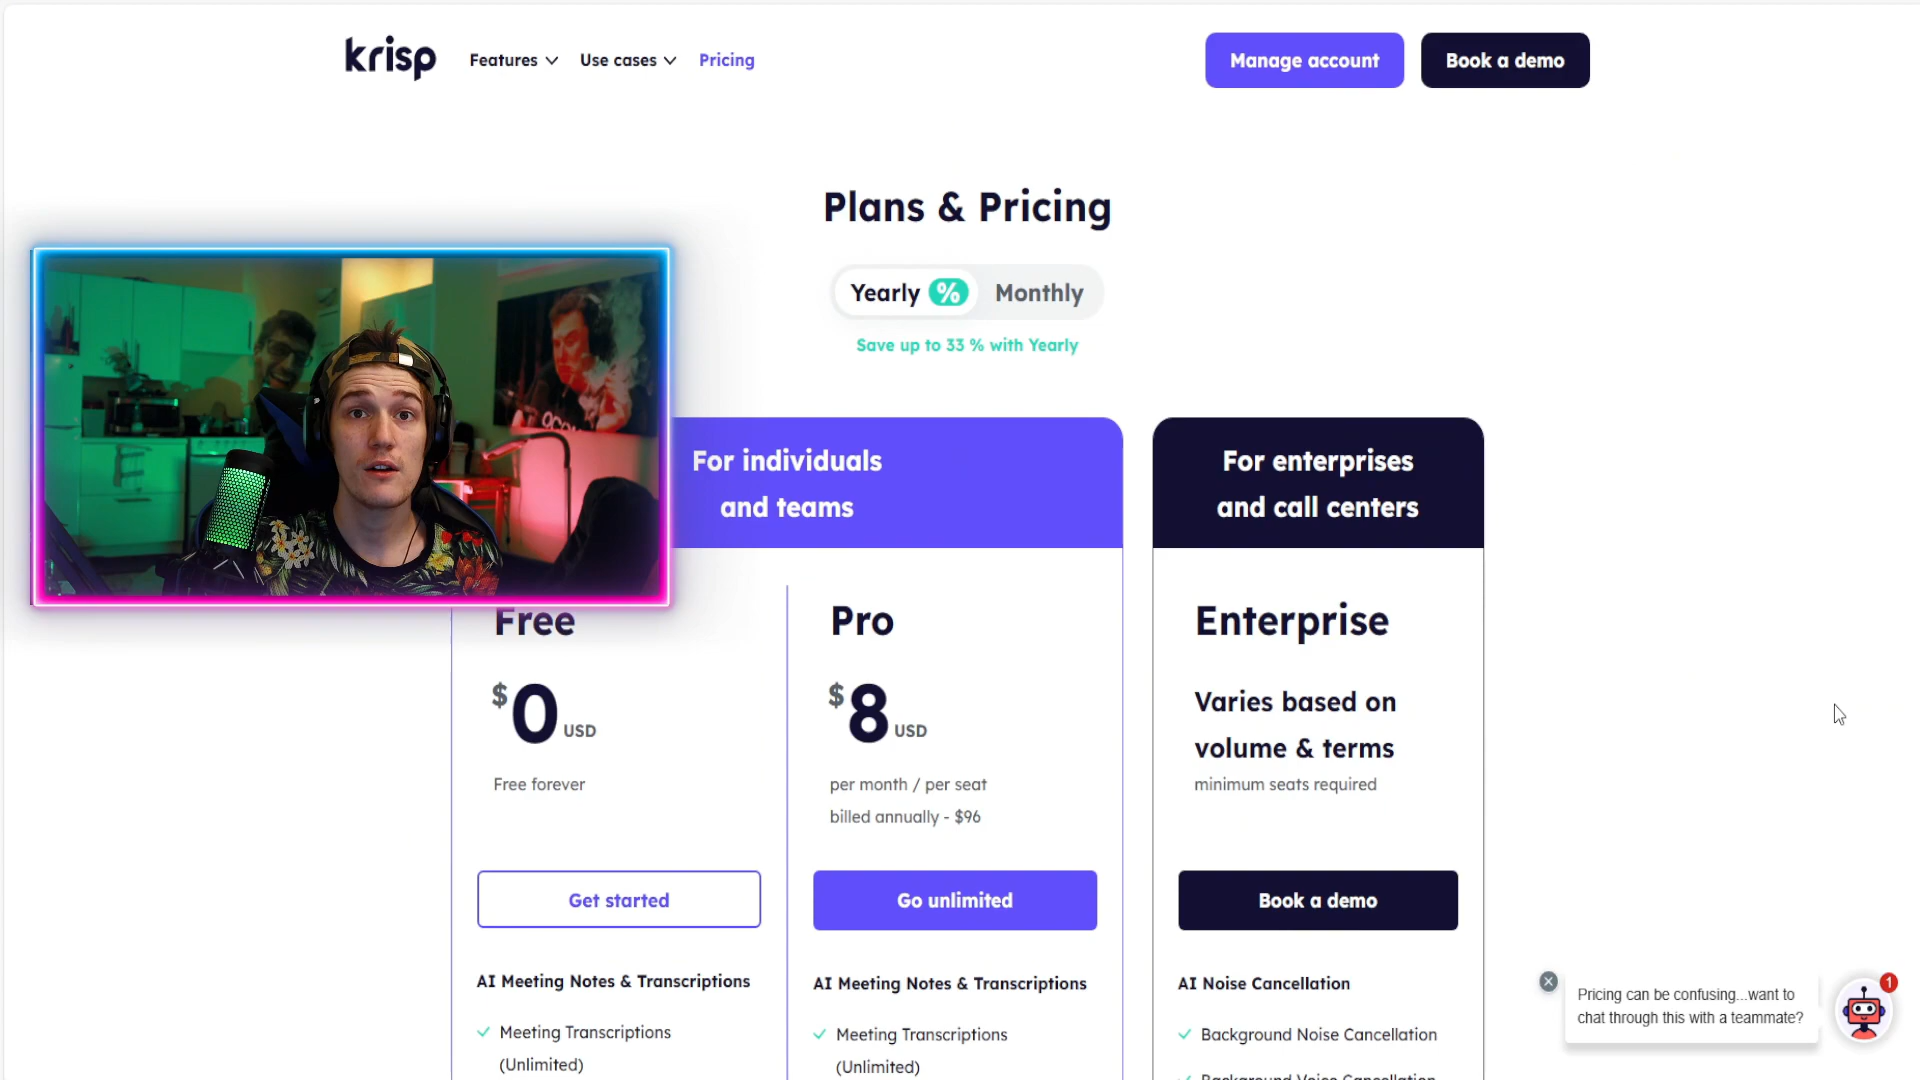 krisp
Features
Use cases
Pricing
Manage account
Book a demo
Plans & Pricing
Yearly %
Monthly
Save up to 33 % with Yearly
For individuals
and teams
For enterprises
and call centers
Free
$0 USD
Free forever
Get started
AI Meeting Notes & Transcriptions
Meeting Transcriptions
(Unlimited)
Pro
$8 USD
per month / per seat
billed annually - $96
Go unlimited
AI Meeting Notes & Transcriptions
Meeting Transcriptions
(Unlimited)
Enterprise
Varies based on
volume & terms
minimum seats required
Book a demo
AI Noise Cancellation
Background Noise Cancellation
Background Voice Cancellation
Pricing can be confusing...want to
chat through this with a teammate?
1